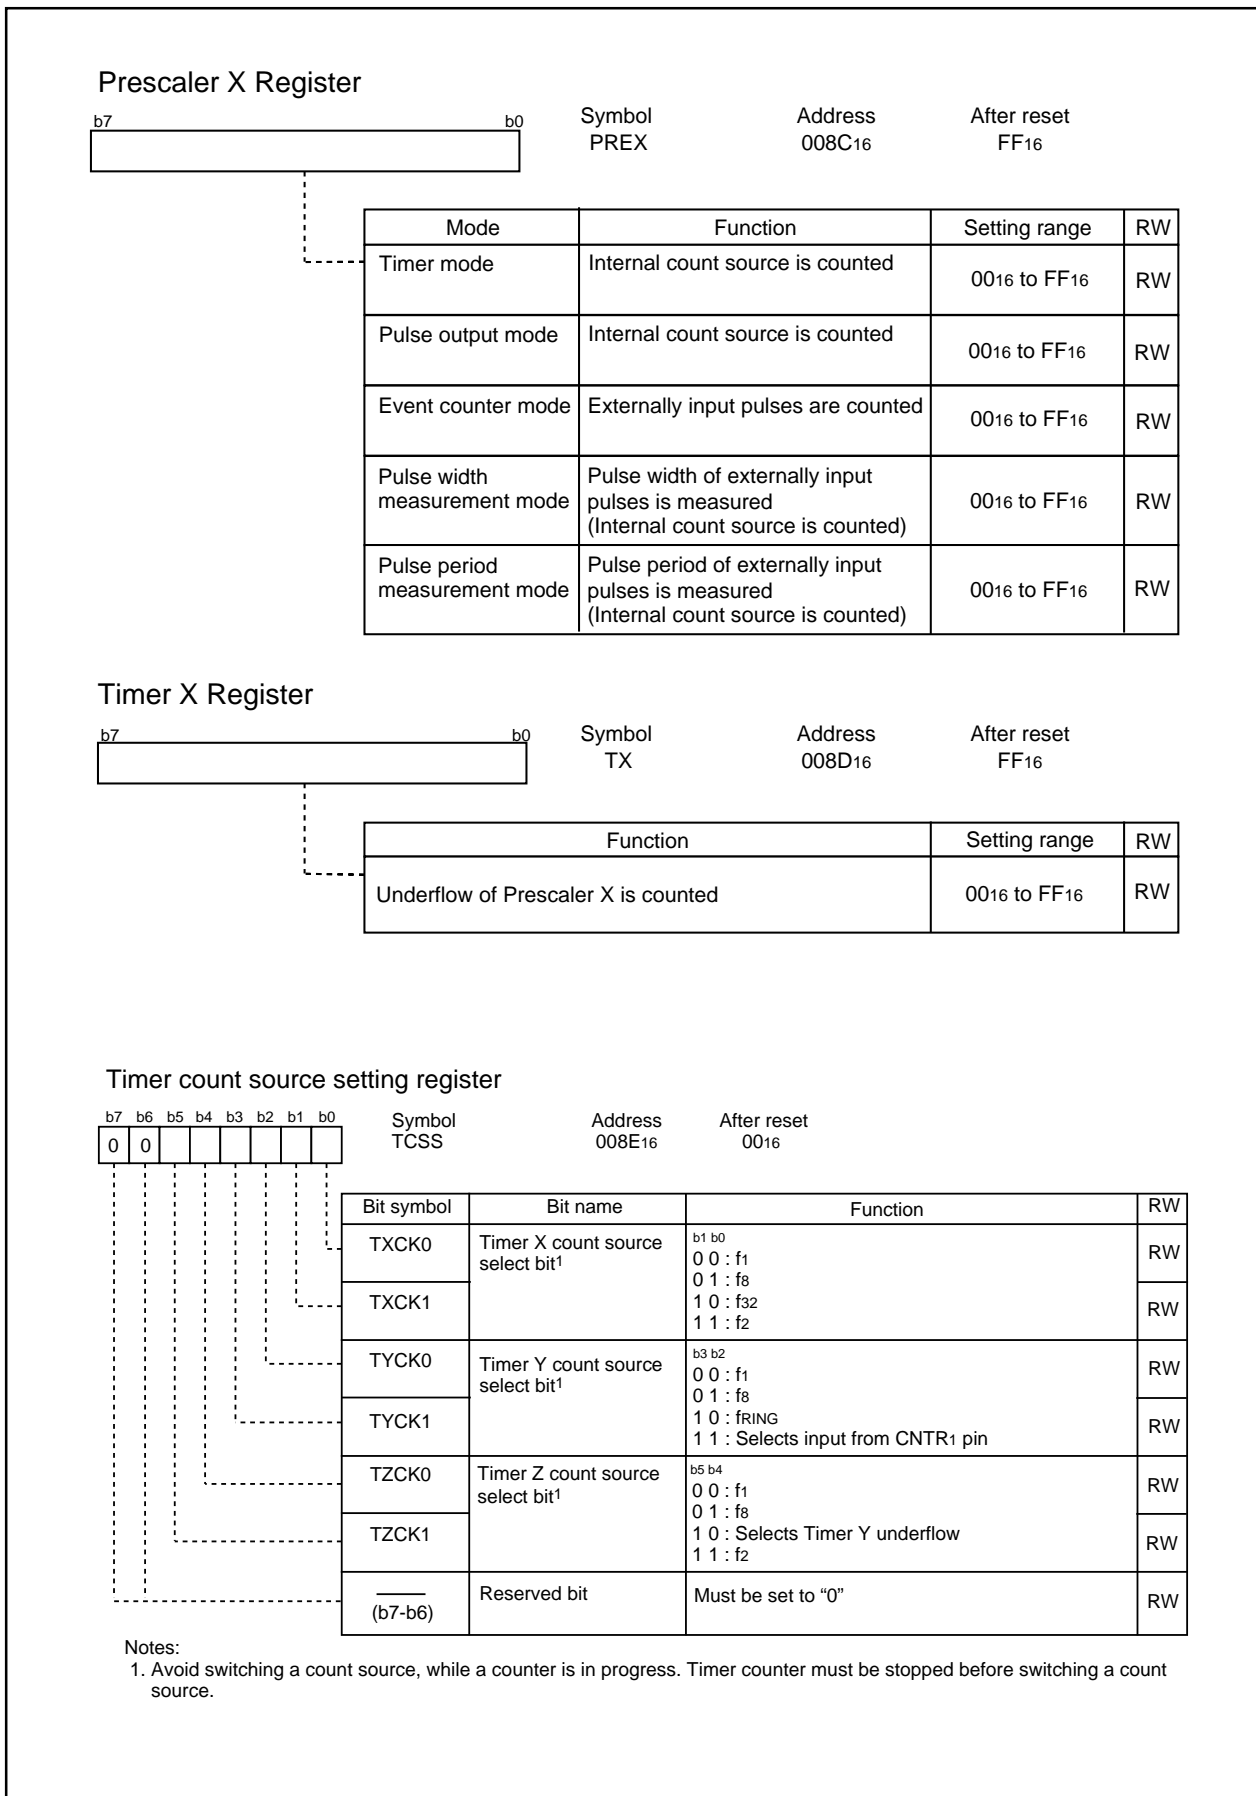 Prescaler X Register
b7 b0 Symbol Address After reset
PREX 008C16 FF16
Mode Function Setting range RW
Timer mode Internal count source is counted 0016 to FF16 RW
Pulse output mode Internal count source is counted 0016 to FF16 RW
Event counter mode Externally input pulses are counted 0016 to FF16 RW
Pulse width Pulse width of externally input
measurement mode pulses is measured 0016 to FF16 RW
(Internal count source is counted)
Pulse period Pulse period of externally input
measurement mode pulses is measured 0016 to FF16 RW
(Internal count source is counted)
Timer X Register
b7 b0 Symbol Address After reset
TX 008D16 FF16
Function Setting range RW
Underflow of Prescaler X is counted 0016 to FF16 RW
Timer count source setting register
b7 b6 b5 b4 b3 b2 b1 b0 Symbol Address After reset
0 0 TCSS 008E16 0016
Bit symbol Bit name Function RW
TXCK0 Timer X count source b1 b0 RW
select bit1 0 0 : f1
0 1 : f8
TXCK1 1 0 : f32 RW
1 1 : f2
TYCK0 Timer Y count source b3 b2 RW
select bit1 0 0 : f1
0 1 : f8
TYCK1 1 0 : fRING RW
1 1 : Selects input from CNTR1 pin
TZCK0 Timer Z count source b5 b4 RW
select bit1 0 0 : f1
0 1 : f8
TZCK1 1 0 : Selects Timer Y underflow RW
1 1 : f2
(b7-b6) Reserved bit Must be set to “0” RW
Notes:
1. Avoid switching a count source, while a counter is in progress. Timer counter must be stopped before switching a count
source.